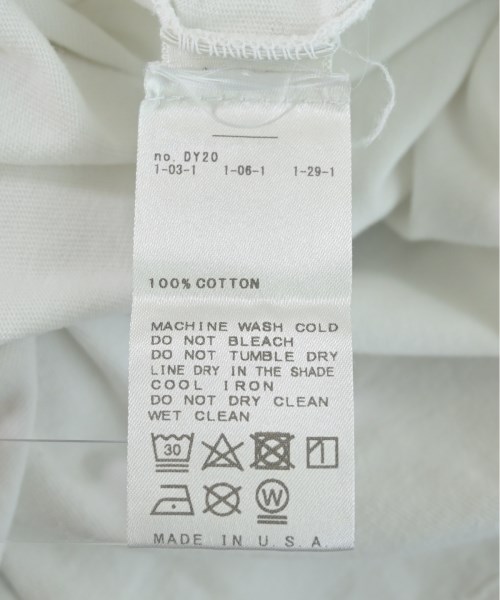 no. DY20
1-03-1 1-06-1 1-29-1
100% COTTON
MACHINE WASH COLD
DO NOT BLEACH
DO NOT TUMBLE DRY
LINE DRY IN THE SHADE
COOL IRON
DO NOT DRY CLEAN
WET CLEAN
30
W
MADE IN U.S.A